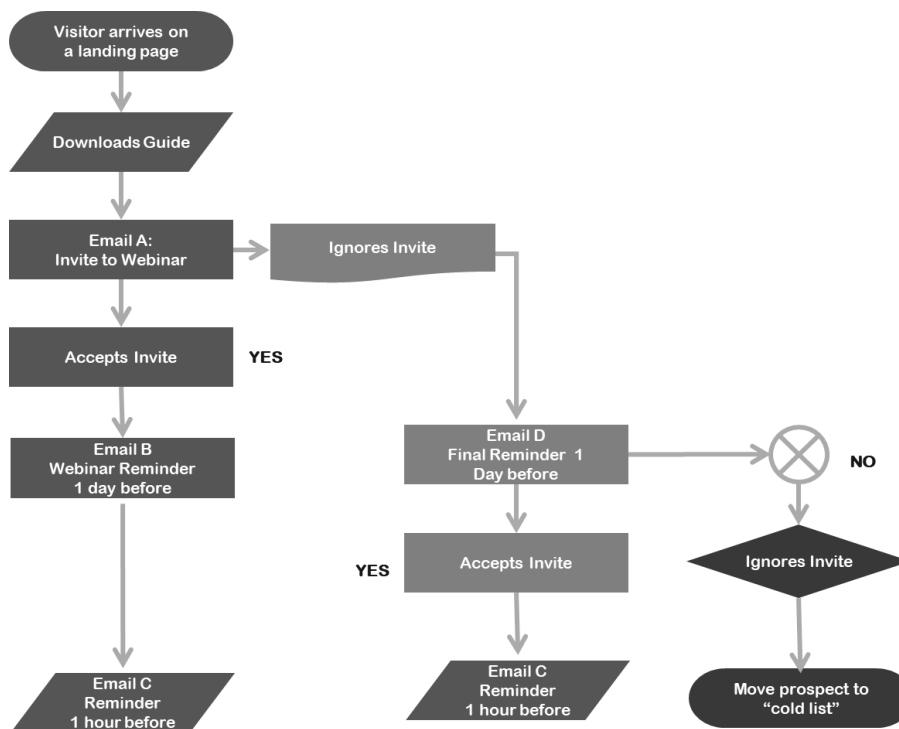 Visitor arrives on
a landing page
Downloads Guide
Email A:
Invite to Webinar
Ignores Invite
Accepts Invite
YES
Email B
Webinar Reminder
1 day before
Email D
Final Reminder 1
Day before
NO
YES
Accepts Invite
Ignores Invite
Email C
Reminder
1 hour before
Email C
Reminder
1 hour before
Move prospect to
“cold list”